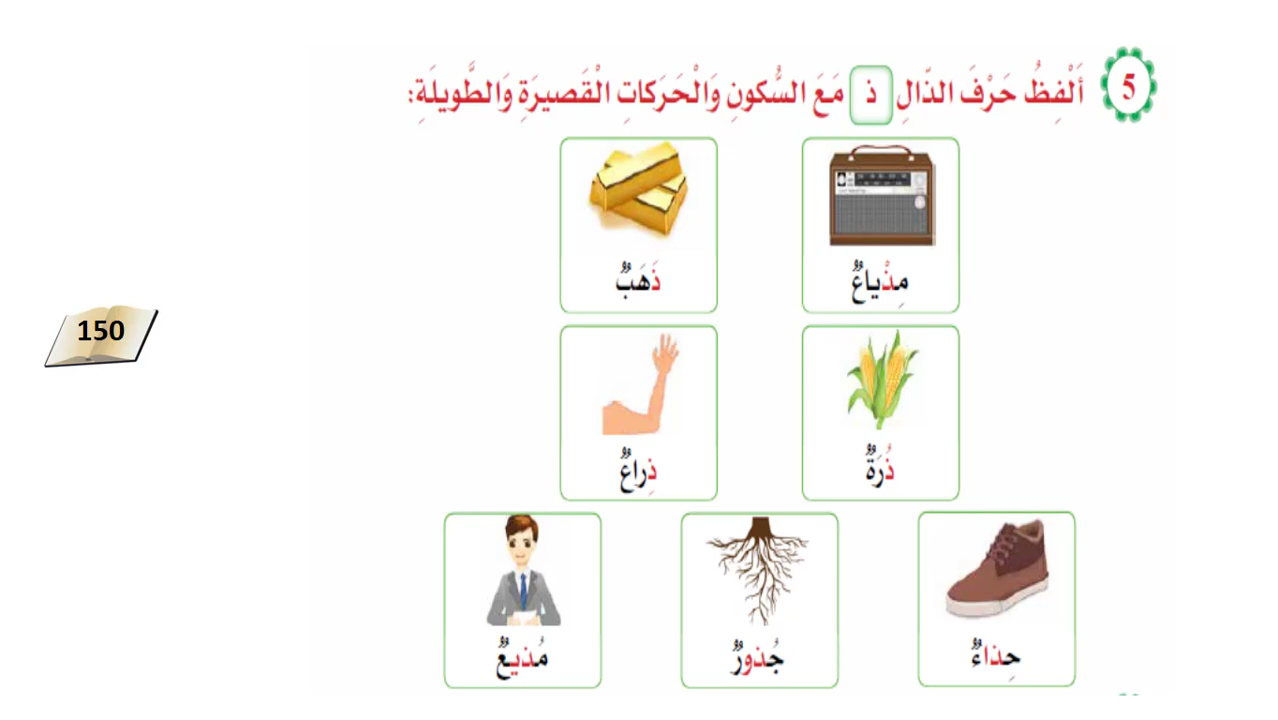 5 أَلْفِظُ حَرْفَ الذّالِ ذ مَعَ السُّكونِ وَالْحَرَكاتِ الْقَصيرَةِ وَالطَّويلَةِ:
مِذْياعٌ ذَهَبٌ
150
ذُرَةٌ ذِراعٌ
حِذاءٌ جُذورٌ مُذيعٌ